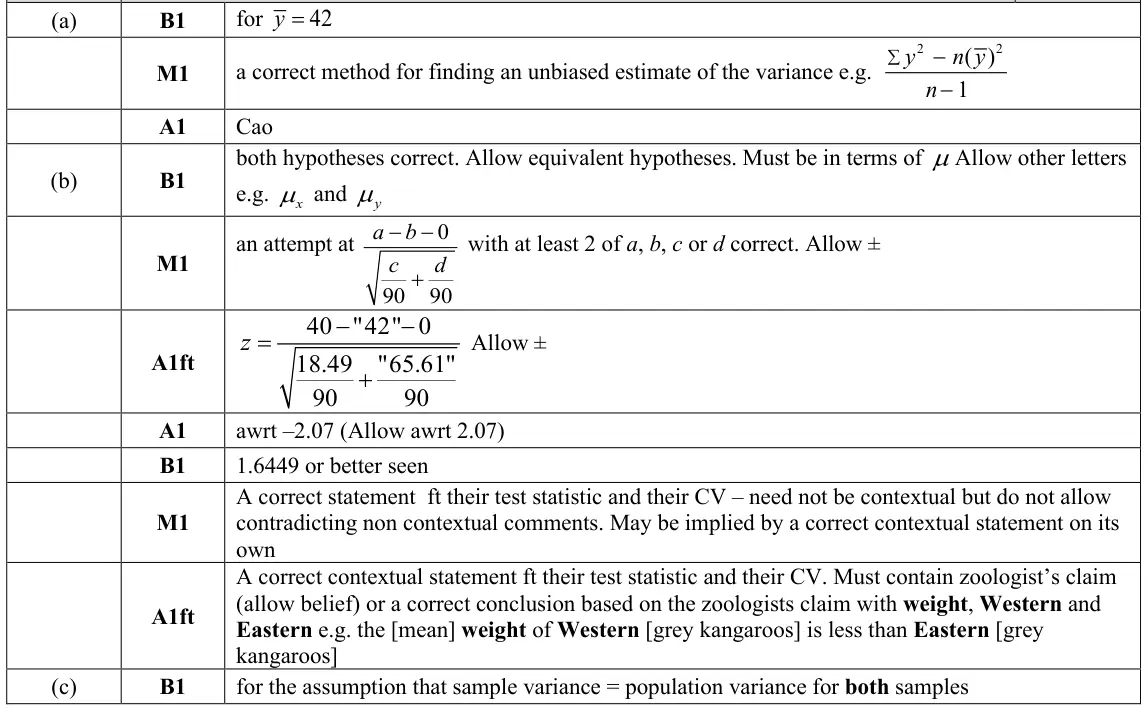 (a) B1 for y̅ = 42
M1 a correct method for finding an unbiased estimate of the variance e.g. (∑y² − n(y̅)²)/(n − 1)
A1 Cao
(b) B1 both hypotheses correct. Allow equivalent hypotheses. Must be in terms of μ Allow other letters
e.g. μₓ and μᵧ
M1 an attempt at (a − b − 0)/√(c/90 + d/90) with at least 2 of a, b, c or d correct. Allow ±
A1ft z = (40 − "42" − 0)/√(18.49/90 + "65.61"/90) Allow ±
A1 awrt –2.07 (Allow awrt 2.07)
B1 1.6449 or better seen
M1 A correct statement ft their test statistic and their CV – need not be contextual but do not allow
contradicting non contextual comments. May be implied by a correct contextual statement on its
own
A1ft A correct contextual statement ft their test statistic and their CV. Must contain zoologist's claim
(allow belief) or a correct conclusion based on the zoologists claim with weight, Western and
Eastern e.g. the [mean] weight of Western [grey kangaroos] is less than Eastern [grey
kangaroos]
(c) B1 for the assumption that sample variance = population variance for both samples